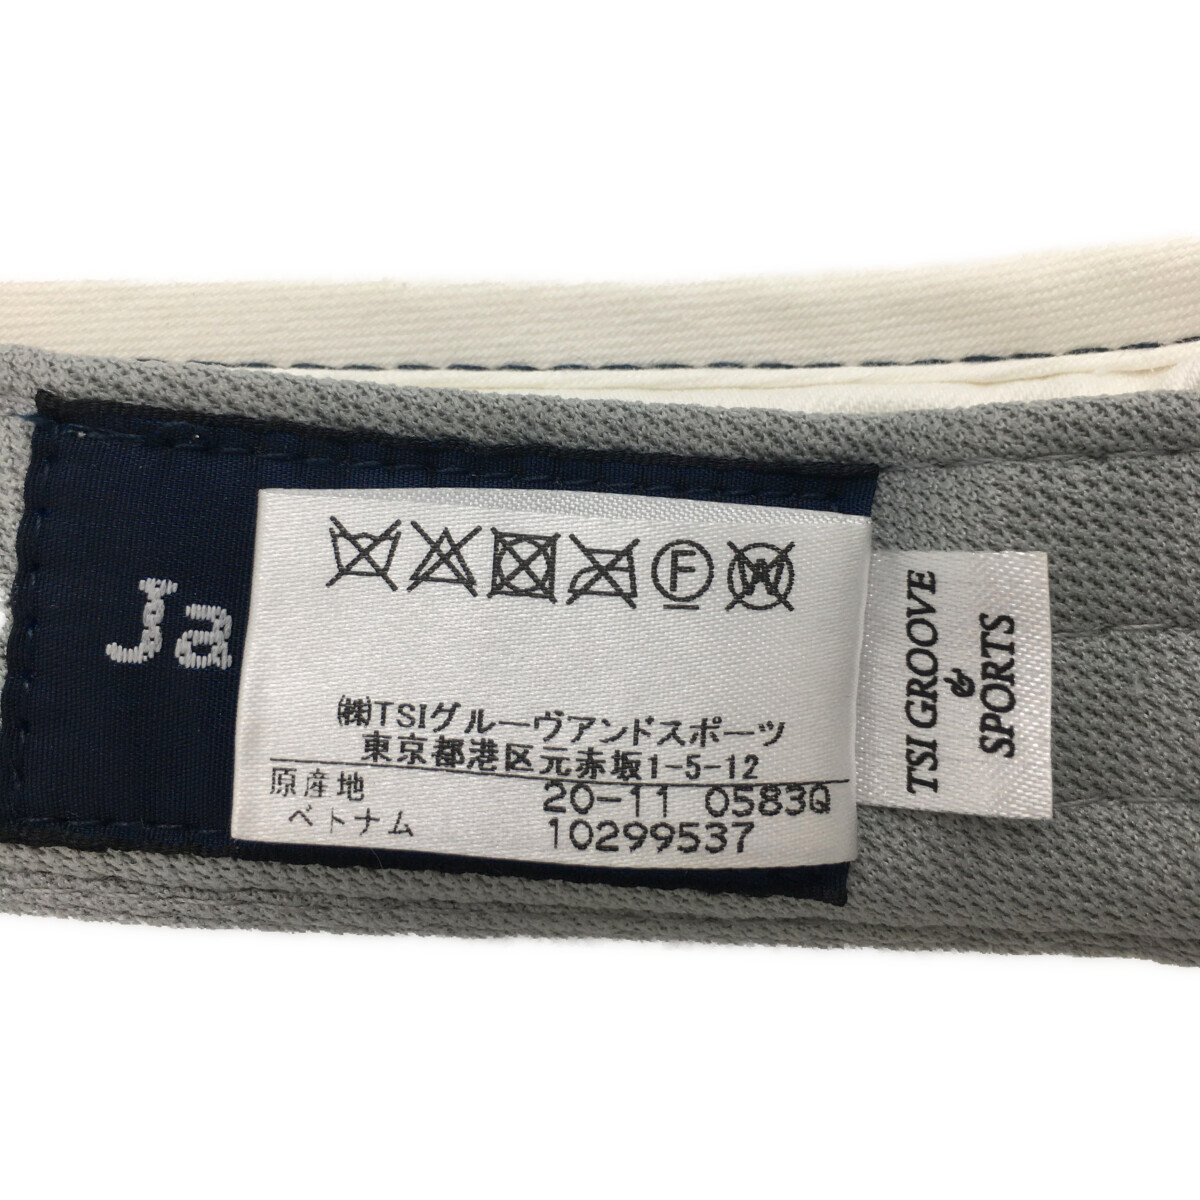 Ja
F W
㈱TSIグルーヴアンドスポーツ
東京都港区元赤坂1-5-12
原産地 20-11 0583Q
ベトナム 10299537
TSI GROOVE
&
SPORTS